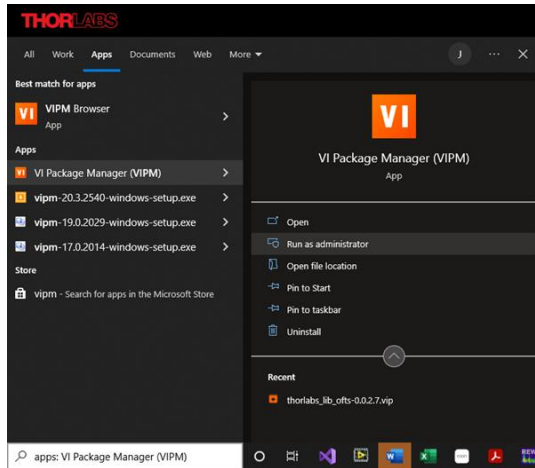 THORLABS
All Work Apps Documents Web More
J
Best match for apps
VI
VIPM Browser
App
Apps
VI Package Manager (VIPM)
vipm-20.3.2540-windows-setup.exe
vipm-19.0.2029-windows-setup.exe
vipm-17.0.2014-windows-setup.exe
Store
vipm - Search for apps in the Microsoft Store
VI
VI Package Manager (VIPM)
App
Open
Run as administrator
Open file location
Pin to Start
Pin to taskbar
Uninstall
Recent
thorlabs_lib_ofts-0.0.2.7.vip
apps: VI Package Manager (VIPM)